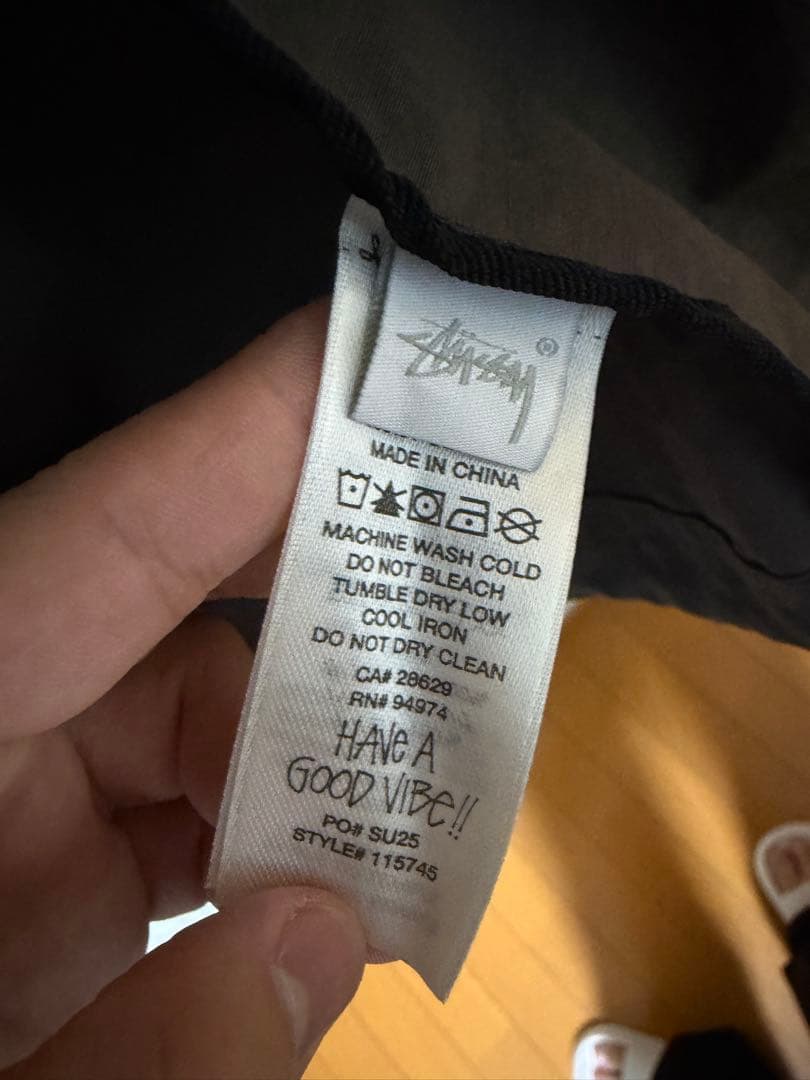 Stüssy®
MADE IN CHINA
MACHINE WASH COLD
DO NOT BLEACH
TUMBLE DRY LOW
COOL IRON
DO NOT DRY CLEAN
CA# 28629
RN# 94974
HAVE A
GOOD VIBE!!
PO# SU25
STYLE# 115745